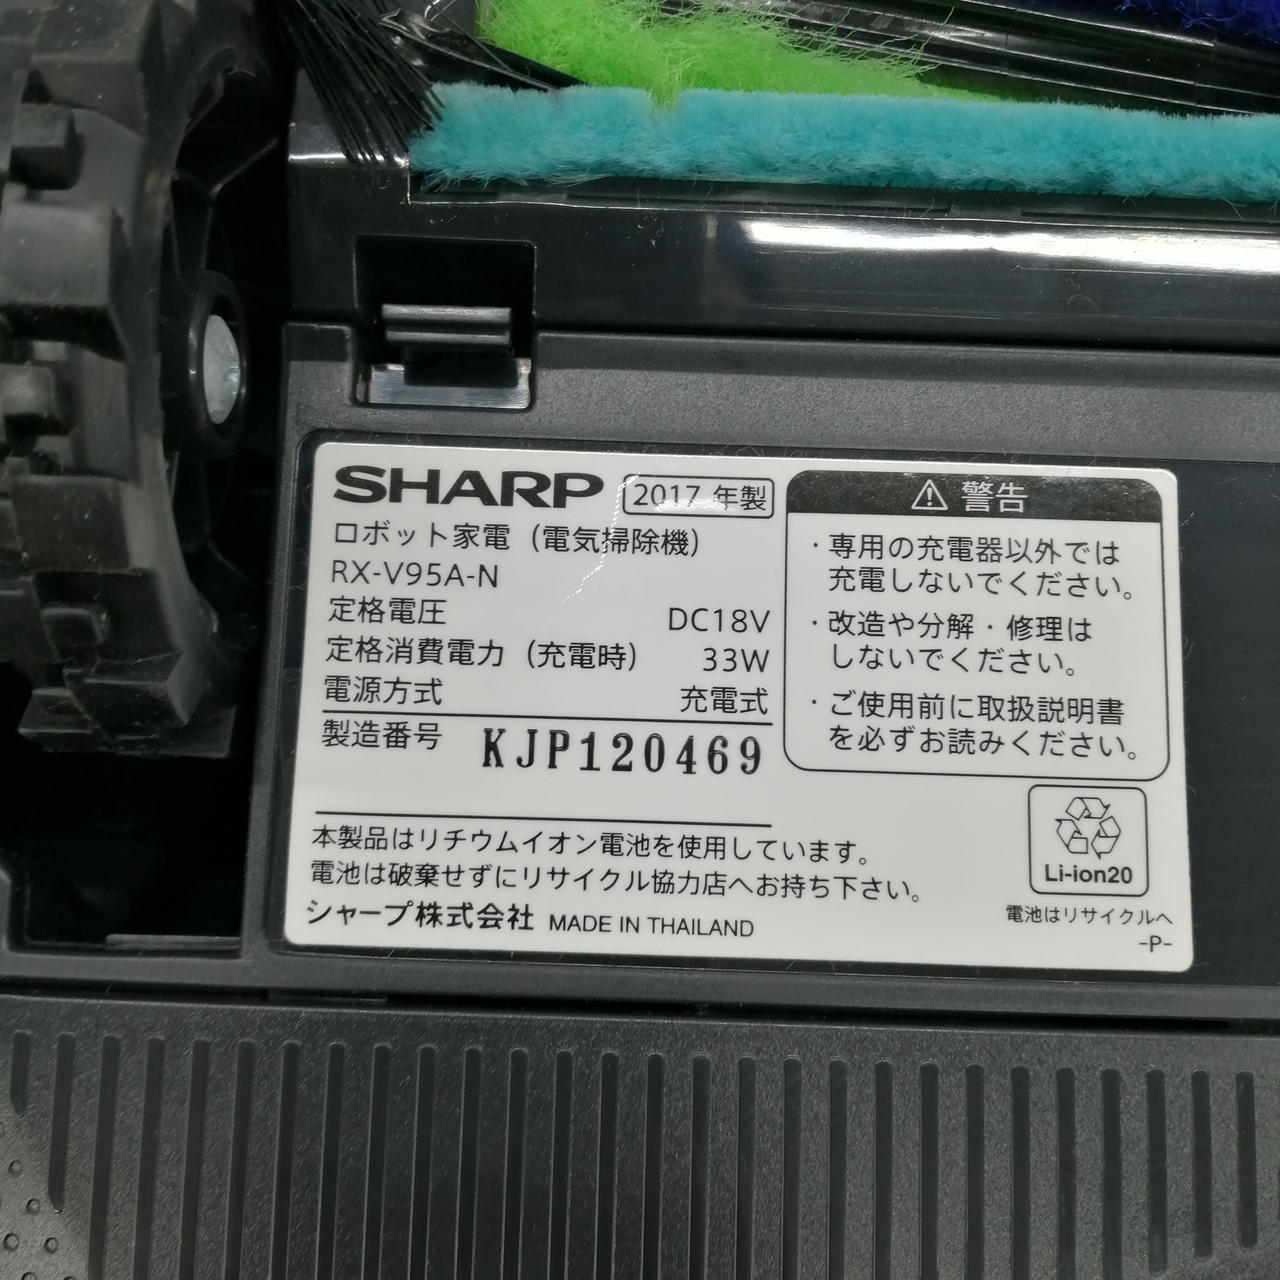 SHARP 2017 年製
ロボット家電（電気掃除機）
RX-V95A-N
定格電圧 DC18V
定格消費電力（充電時） 33W
電源方式 充電式
製造番号 KJP120469
本製品はリチウムイオン電池を使用しています。
電池は破棄せずにリサイクル協力店へお持ち下さい。
シャープ株式会社 MADE IN THAILAND
⚠ 警告
・専用の充電器以外では
充電しないでください。
・改造や分解・修理は
しないでください。
・ご使用前に取扱説明書
を必ずお読みください。
Li-ion20
電池はリサイクルへ
-P-